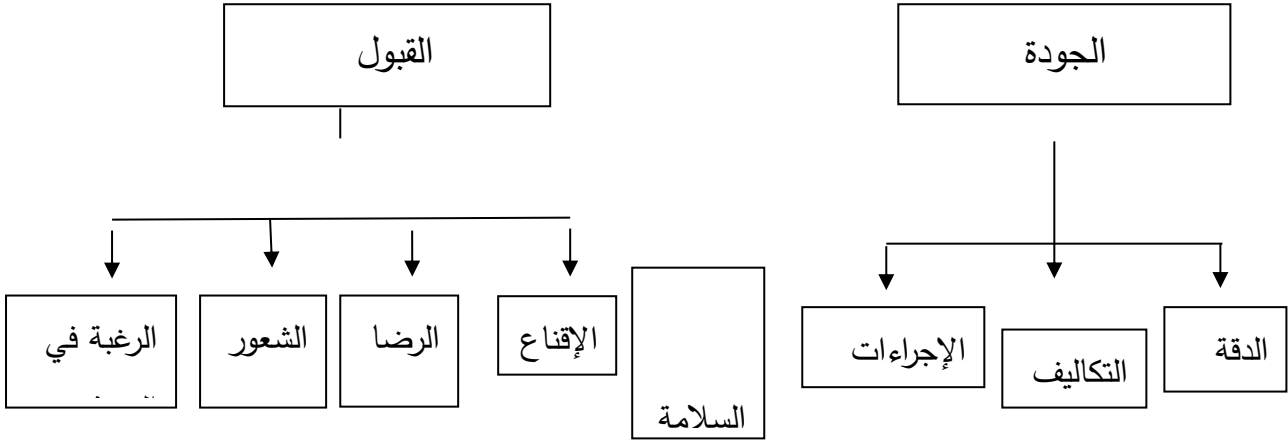 الجودة
القبول
الدقة
التكاليف
الإجراءات
السلامة
الإقناع
الرضا
الشعور
الرغبة في